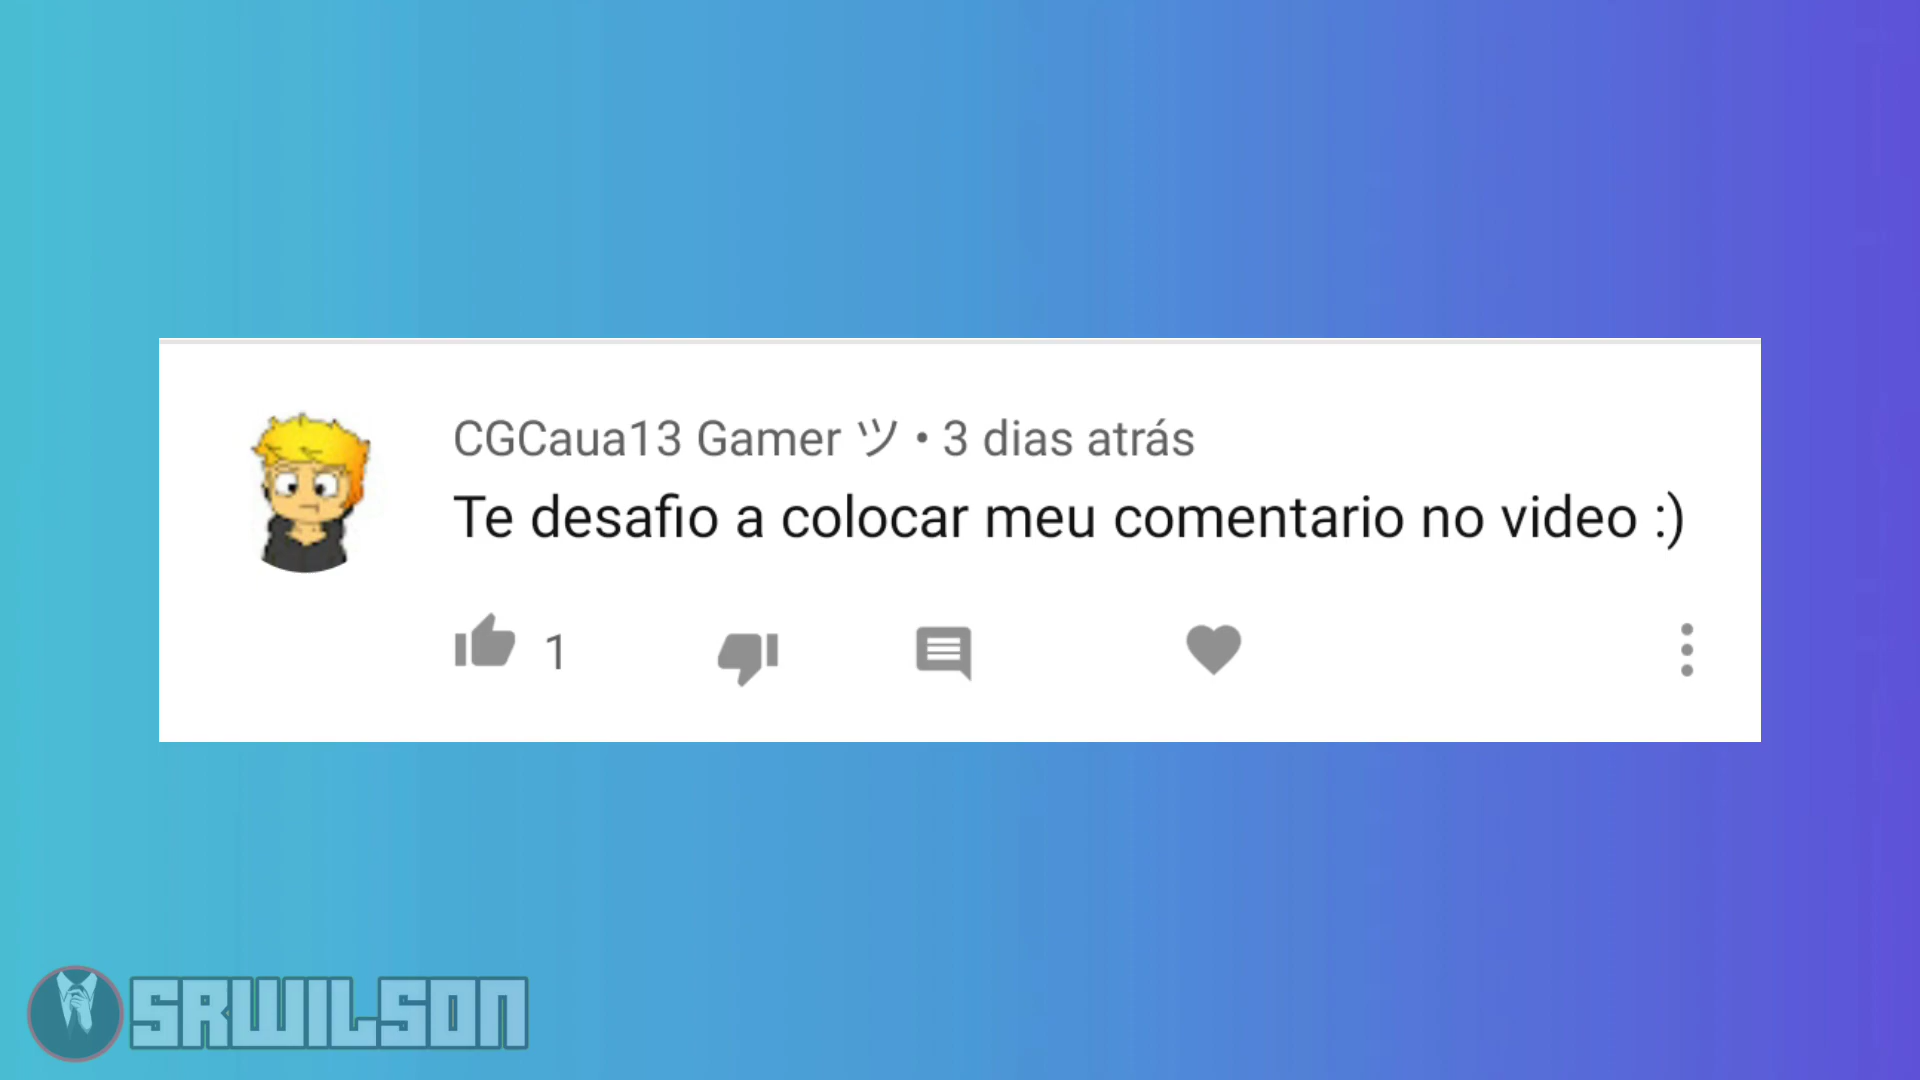 CGCaua13 Gamer ツ • 3 dias atrás
Te desafio a colocar meu comentario no video :)
1
SRWILSON